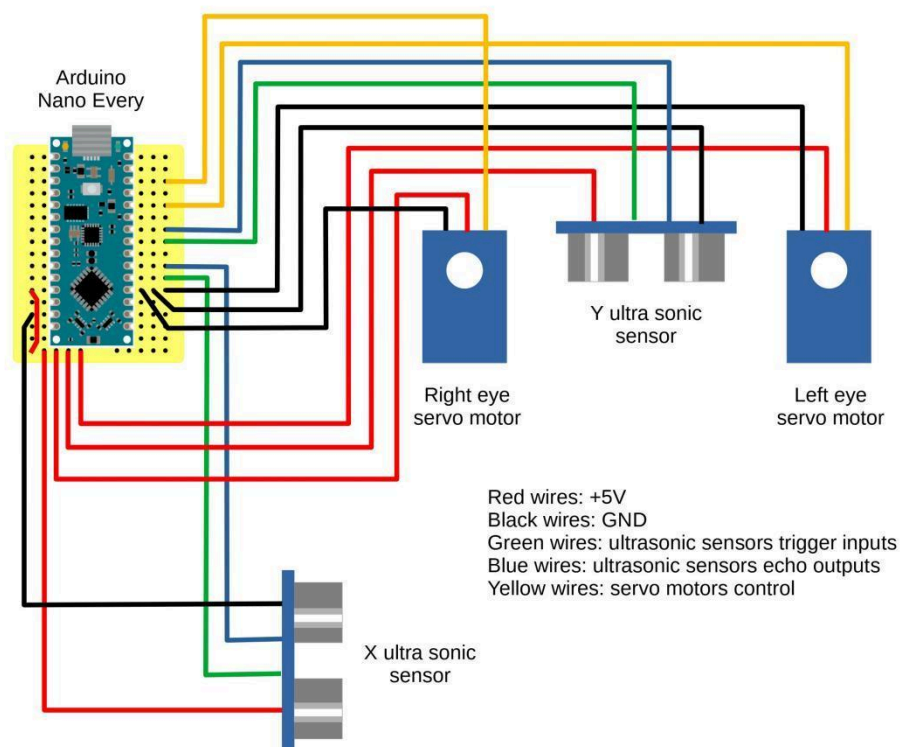 Arduino
Nano Every
Y ultra sonic
sensor
Right eye
servo motor
Left eye
servo motor
Red wires: +5V
Black wires: GND
Green wires: ultrasonic sensors trigger inputs
Blue wires: ultrasonic sensors echo outputs
Yellow wires: servo motors control
X ultra sonic
sensor